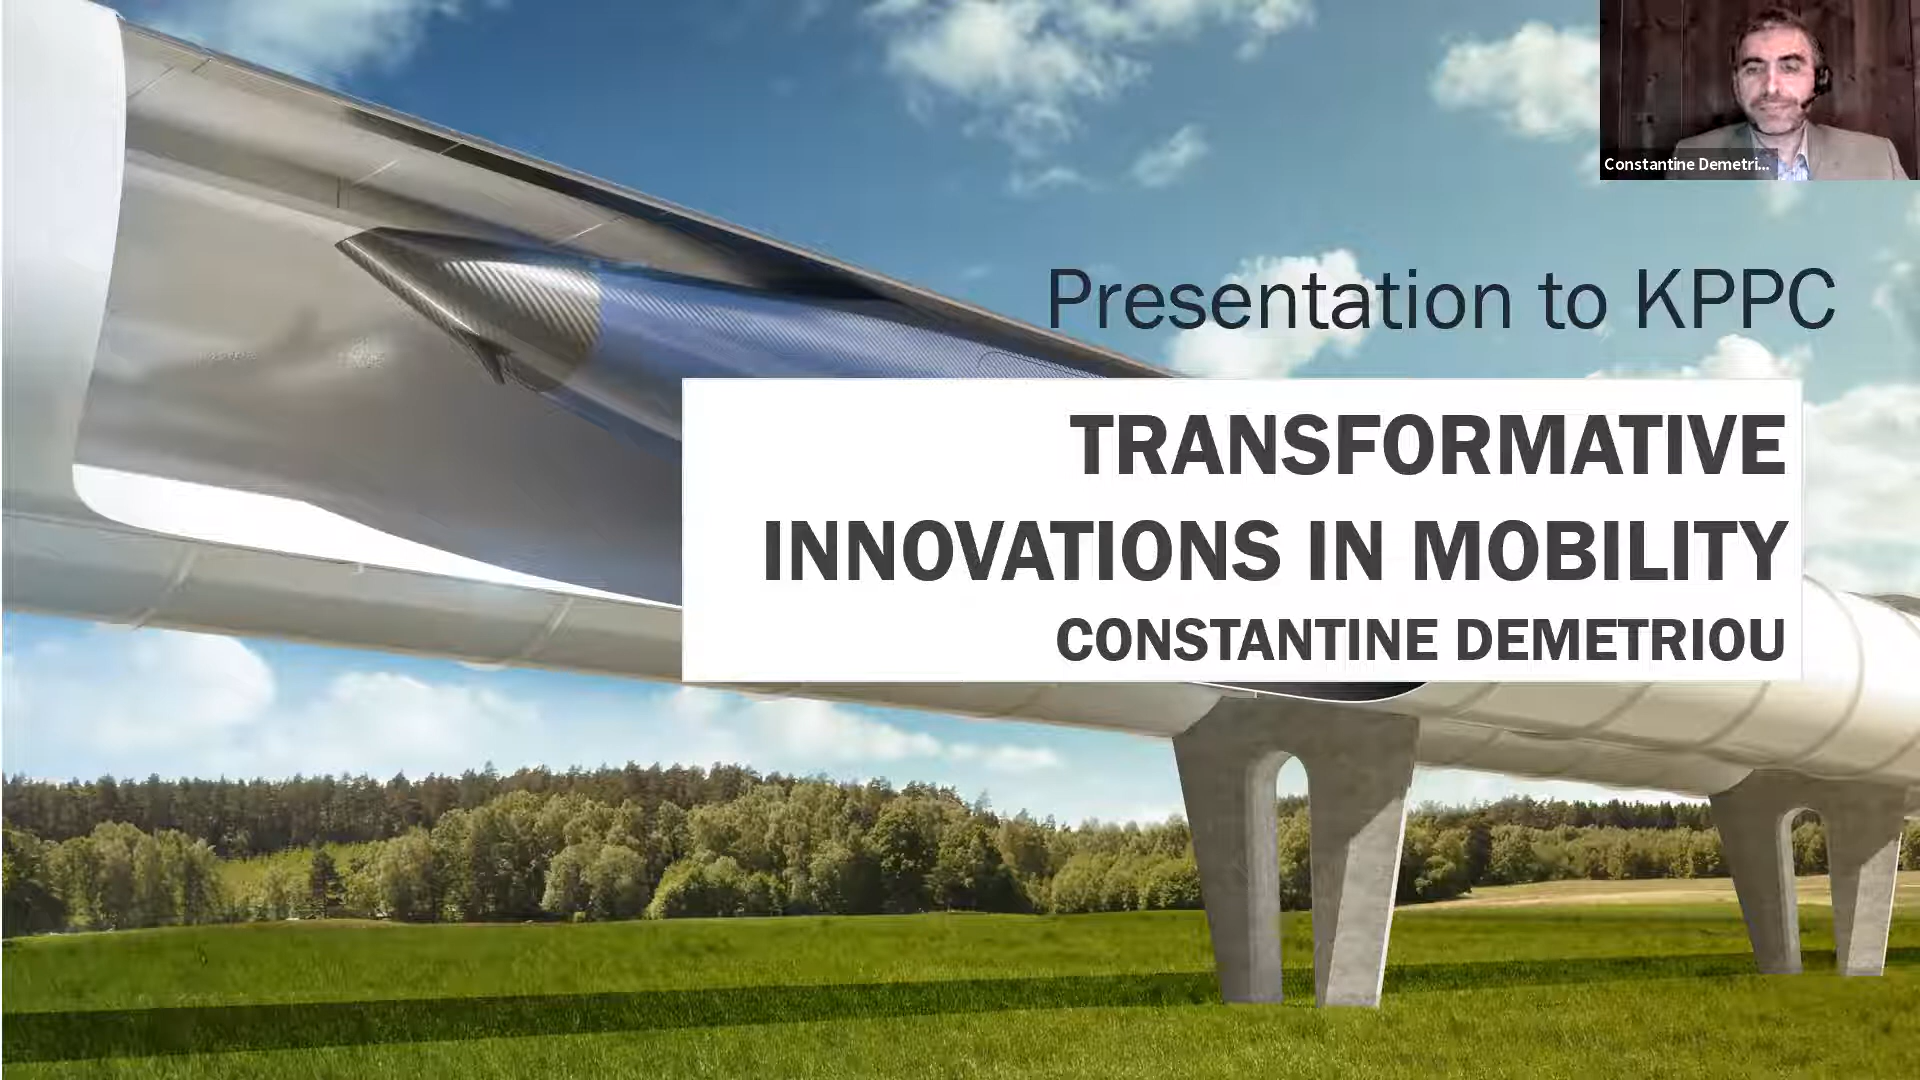 Constantine Demetri...
Presentation to KPPC
TRANSFORMATIVE
INNOVATIONS IN MOBILITY
CONSTANTINE DEMETRIOU